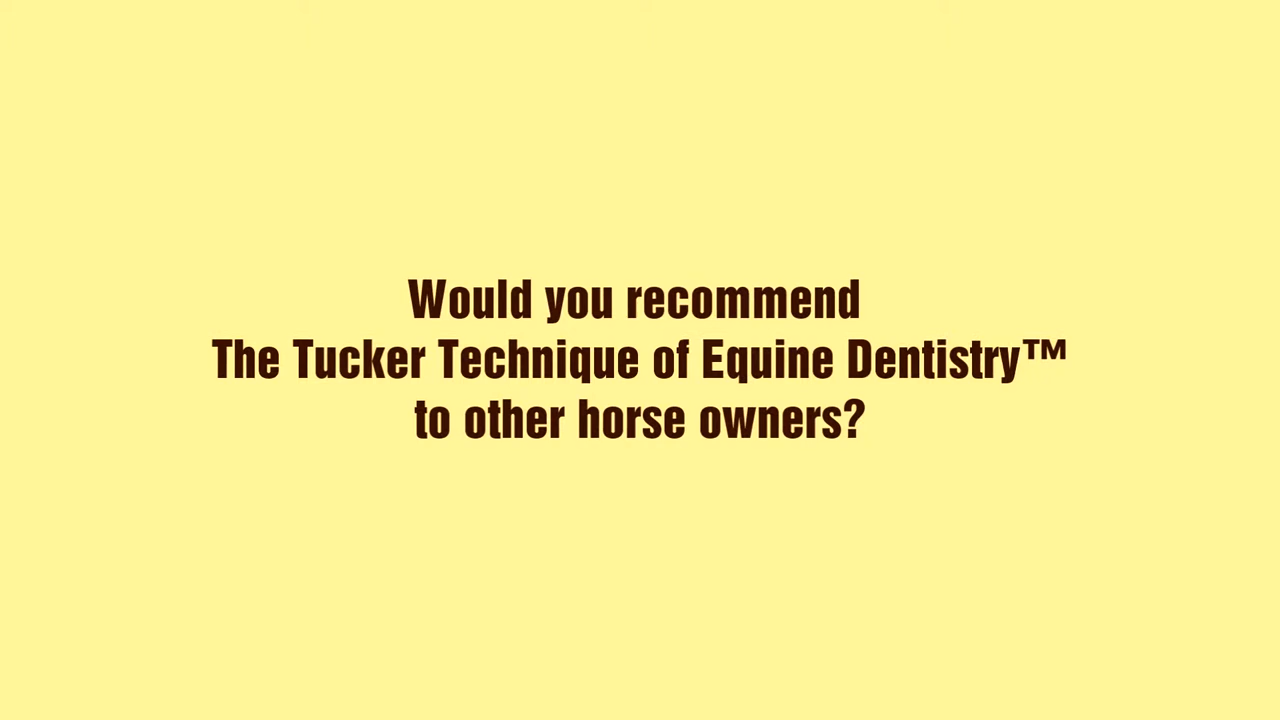 Would you recommend
The Tucker Technique of Equine Dentistry™
to other horse owners?